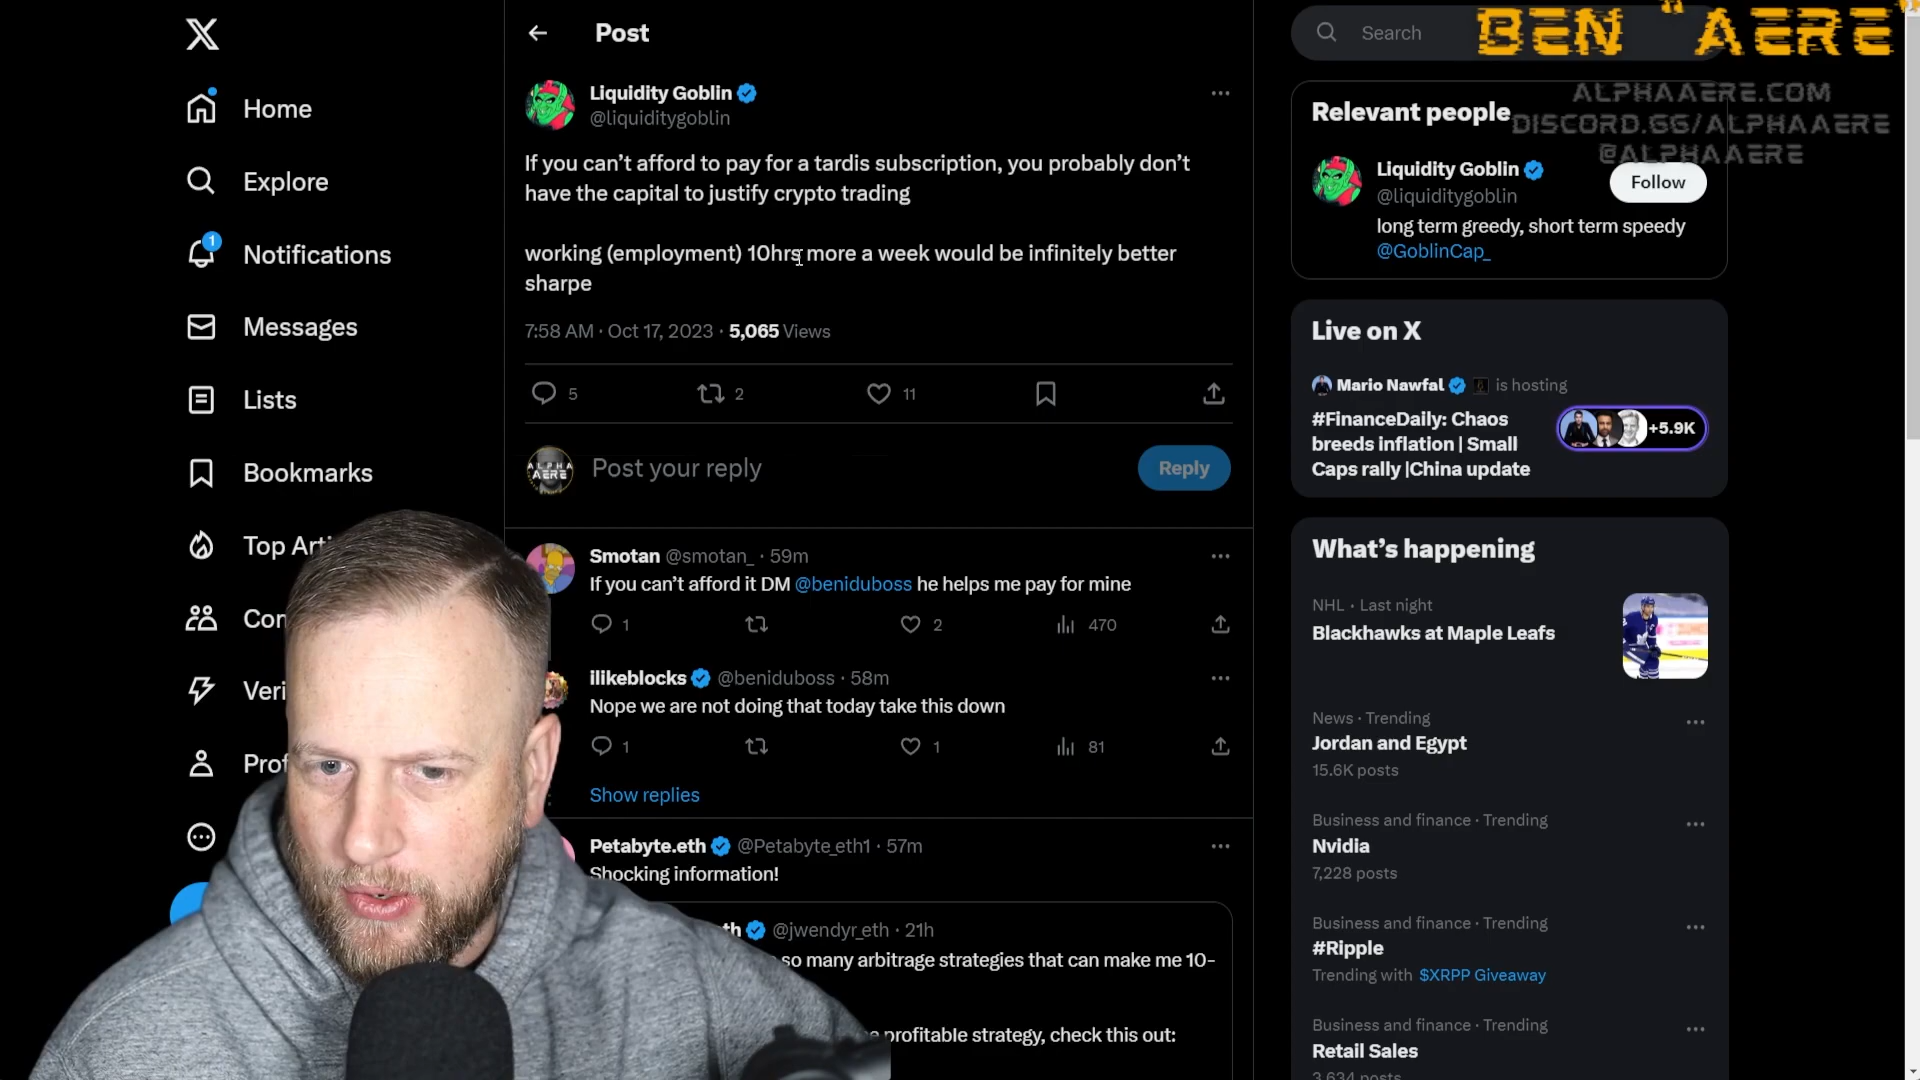 Home
Explore
1
Notifications
Messages
Lists
Bookmarks
Post
Liquidity Goblin
@liquiditygoblin
If you can’t afford to pay for a tardis subscription, you probably don’t
have the capital to justify crypto trading
working (employment) 10hrs more a week would be infinitely better
sharpe
7:58 AM · Oct 17, 2023 · 5,065 Views
5
2
11
ALPHA
AERE
Post your reply
Reply
Smotan @smotan_ · 59m
If you can’t afford it DM @beniduboss he helps me pay for mine
1
2
470
ilikeblocks @beniduboss · 58m
Nope we are not doing that today take this down
1
1
81
Show replies
Petabyte.eth @Petabyte_eth1 · 57m
Shocking information!
@jwendyr_eth · 21h
so many arbitrage strategies that can make me 10-
profitable strategy, check this out:
Search
BEN "AERE"
ALPHAAERE.COM
DISCORD.GG/ALPHAAERE
@ALPHAAERE
Relevant people
Liquidity Goblin
@liquiditygoblin
Follow
long term greedy, short term speedy
@GoblinCap_
Live on X
Mario Nawfal is hosting
#FinanceDaily: Chaos
breeds inflation | Small
Caps rally |China update
+5.9K
What’s happening
NHL · Last night
Blackhawks at Maple Leafs
News · Trending
Jordan and Egypt
15.6K posts
Business and finance · Trending
Nvidia
7,228 posts
Business and finance · Trending
#Ripple
Trending with $XRPP Giveaway
Business and finance · Trending
Retail Sales
3,634 posts